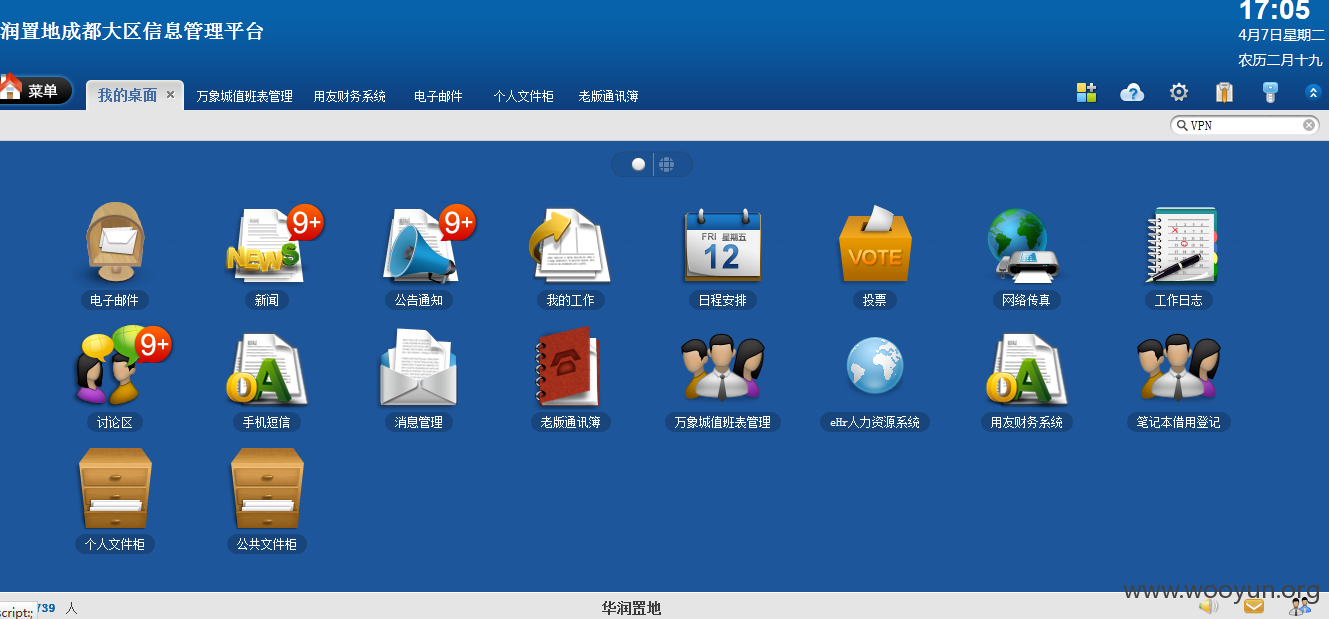 17:05
润置地成都大区信息管理平台
4月7日星期二
农历二月十九
菜单
我的桌面 ×
万象城值班表管理
用友财务系统
电子邮件
个人文件柜
老版通讯簿
VPN
9+
9+
NEWS
FRI 星期五
12
VOTE
电子邮件
新闻
公告通知
我的工作
日程安排
投票
网络传真
工作日志
9+
OA
OA
讨论区
手机短信
消息管理
老版通讯簿
万象城值班表管理
eHr人力资源系统
用友财务系统
笔记本借用登记
个人文件柜
公共文件柜
www.wooyun.org
script:; 739 人
华润置地